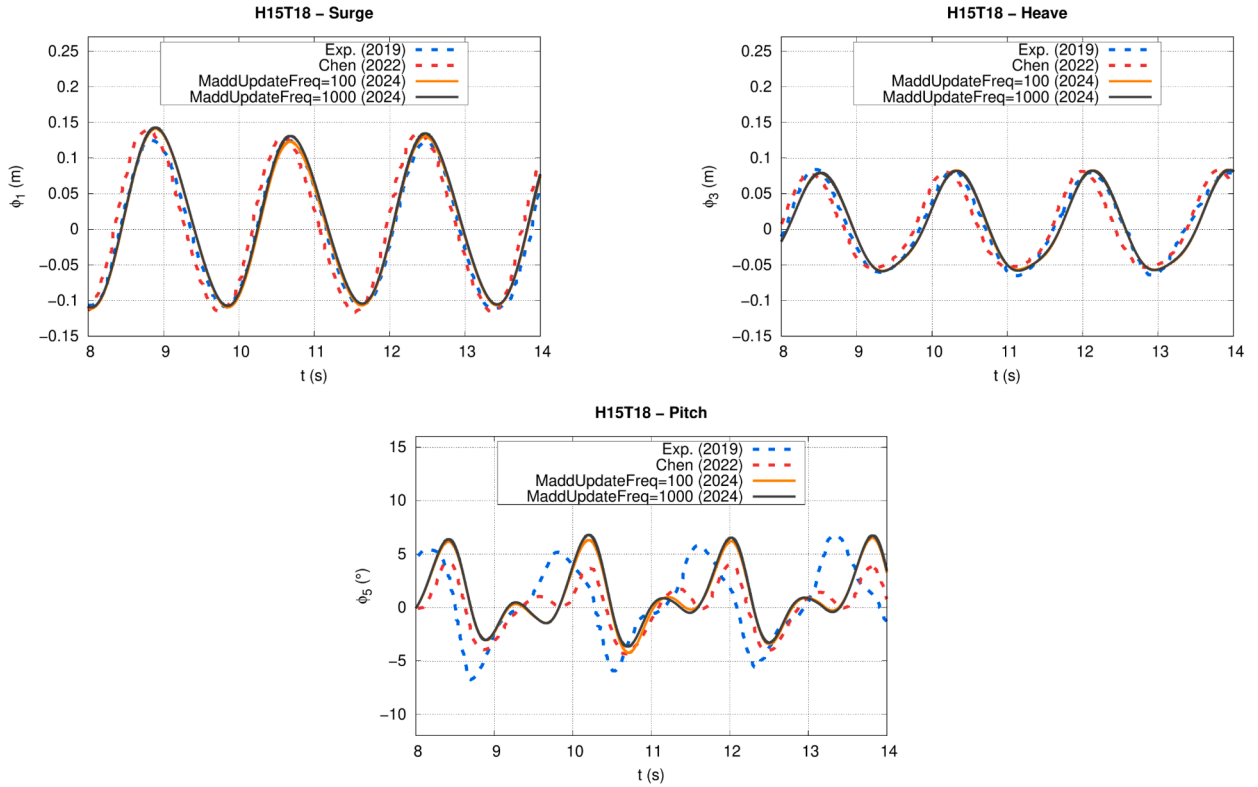 H15T18 – Surge
Exp. (2019)
Chen (2022)
MaddUpdateFreq=100 (2024)
MaddUpdateFreq=1000 (2024)
0.25
0.2
0.15
0.1
0.05
0
−0.05
−0.1
−0.15
ϕ1 (m)
8 9 10 11 12 13 14
t (s)
H15T18 – Heave
Exp. (2019)
Chen (2022)
MaddUpdateFreq=100 (2024)
MaddUpdateFreq=1000 (2024)
0.25
0.2
0.15
0.1
0.05
0
−0.05
−0.1
−0.15
ϕ3 (m)
8 9 10 11 12 13 14
t (s)
H15T18 – Pitch
Exp. (2019)
Chen (2022)
MaddUpdateFreq=100 (2024)
MaddUpdateFreq=1000 (2024)
15
10
5
0
−5
−10
ϕ5 (°)
8 9 10 11 12 13 14
t (s)